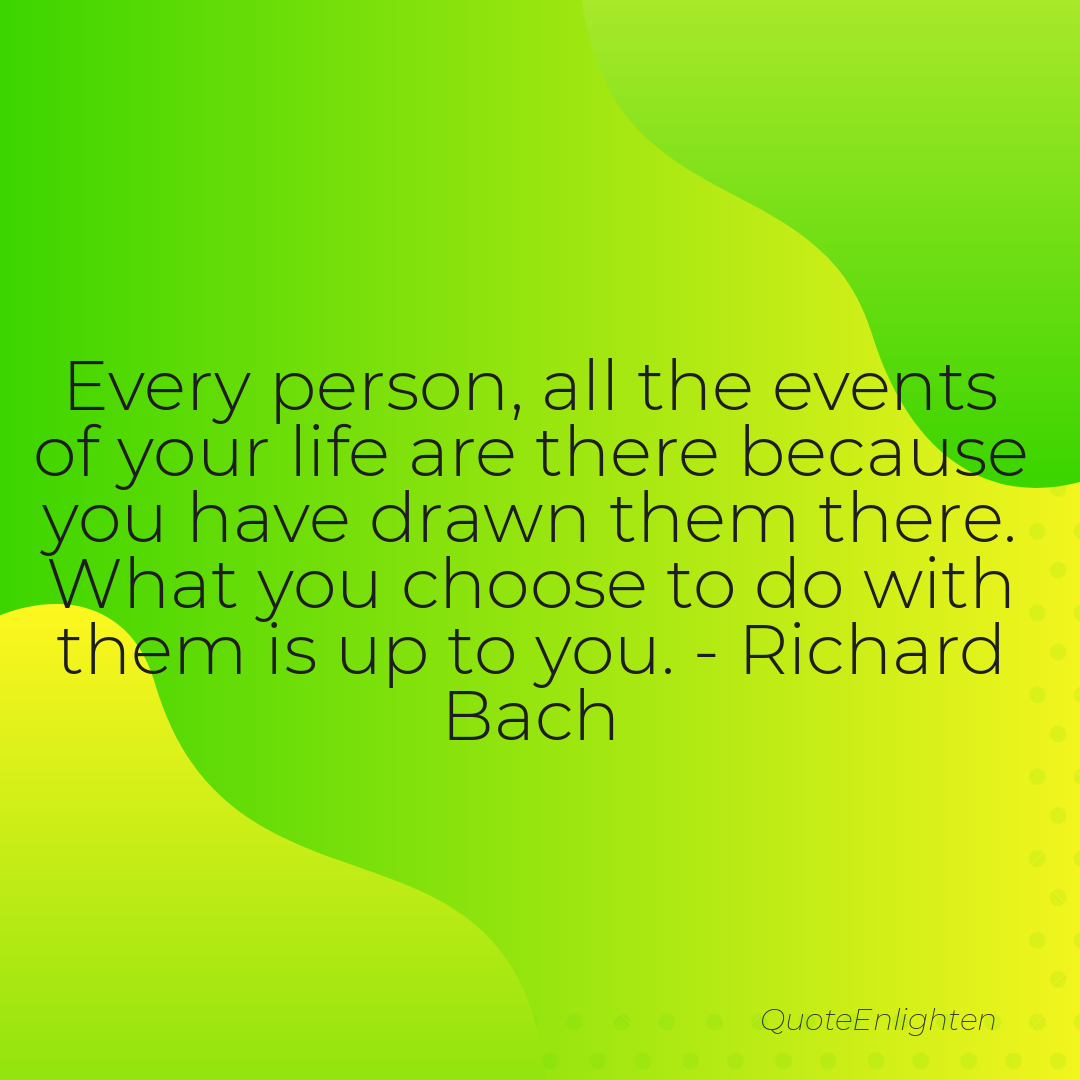 Every person, all the events
of your life are there because
you have drawn them there.
What you choose to do with
them is up to you. - Richard
Bach
QuoteEnlighten